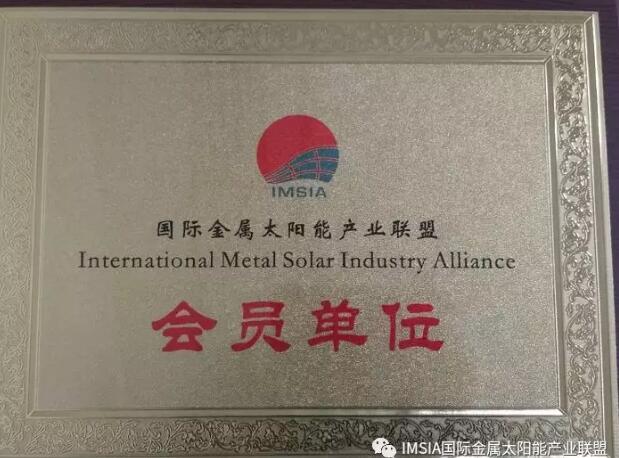 IMSIA
国际金属太阳能产业联盟
International Metal Solar Industry Alliance
会员单位
IMSIA国际金属太阳能产业联盟